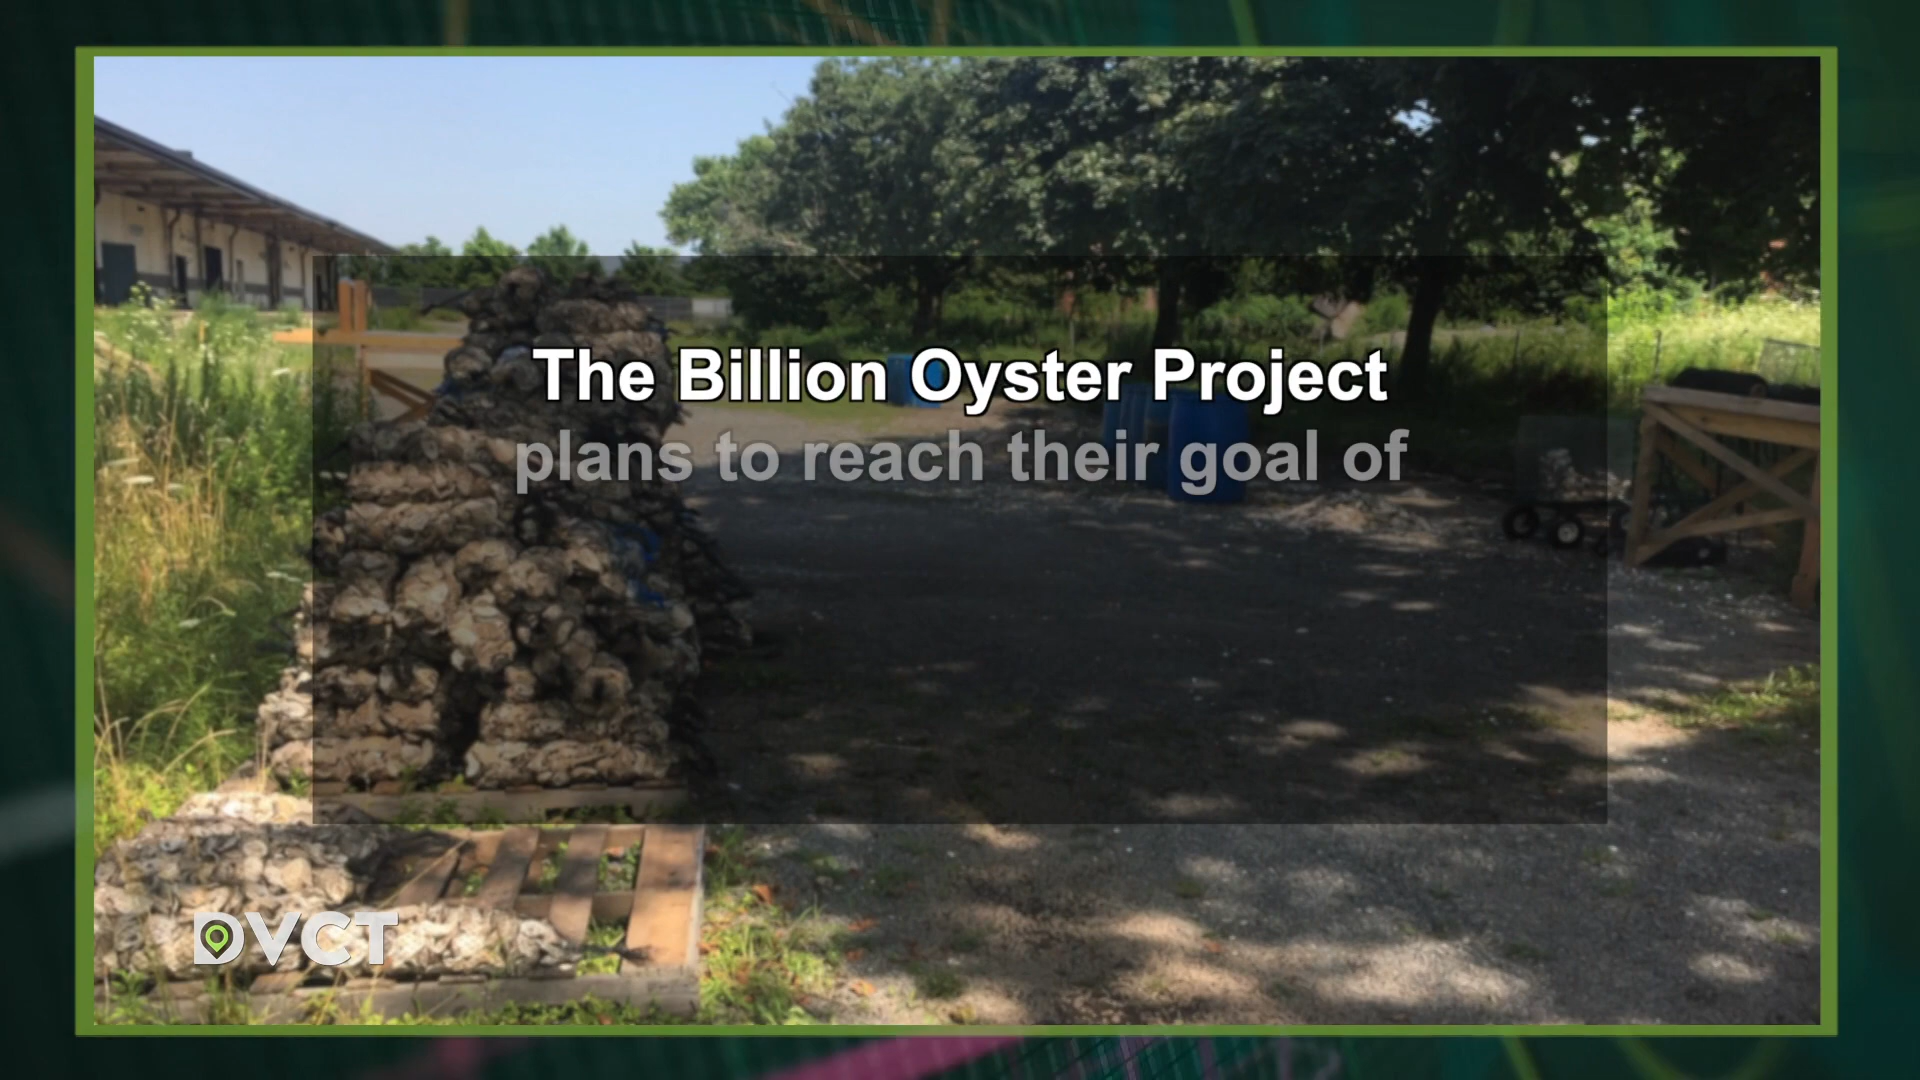 The Billion Oyster Project
plans to reach their goal of
DVCT